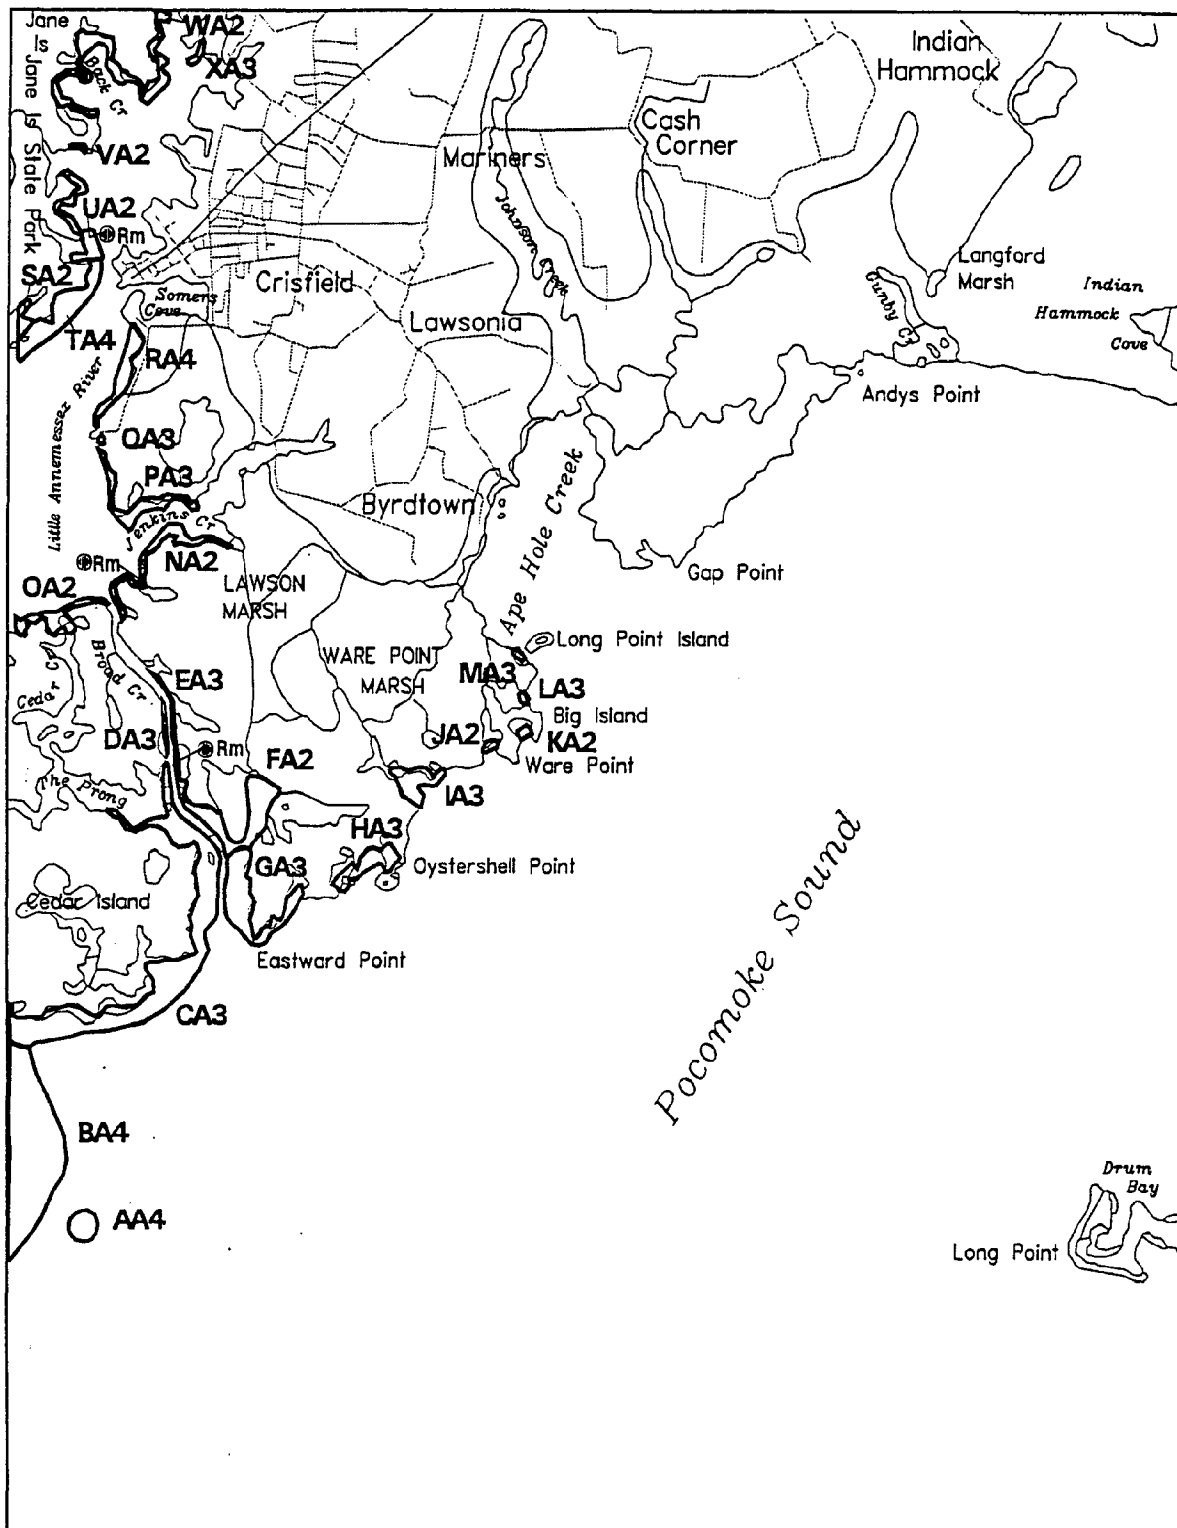 Jane
Is
Jane Is State Park
WA2
XA3
Back Cr
VA2
UA2
Rm
SA2
TA4
Somers
Cove
RA4
Crisfield
Lawsonia
Mariners
Johnson Creek
Cash
Corner
Indian
Hammock
Langford
Marsh
Indian
Hammock
Cove
Gunby Cr
Andys Point
Little Annemessex River
QA3
PA3
Jenkins Cr
Byrdtown
Ape Hole Creek
Gap Point
Rm
NA2
OA2
LAWSON
MARSH
Long Point Island
WARE POINT
MARSH
MA3
LA3
Big Island
Cedar Cr
Broad Cr
EA3
DA3
Rm
FA2
JA2
KA2
Ware Point
The Prong
IA3
HA3
Oystershell Point
GA3
Cedar Island
Eastward Point
CA3
Pocomoke Sound
BA4
AA4
Drum
Bay
Long Point